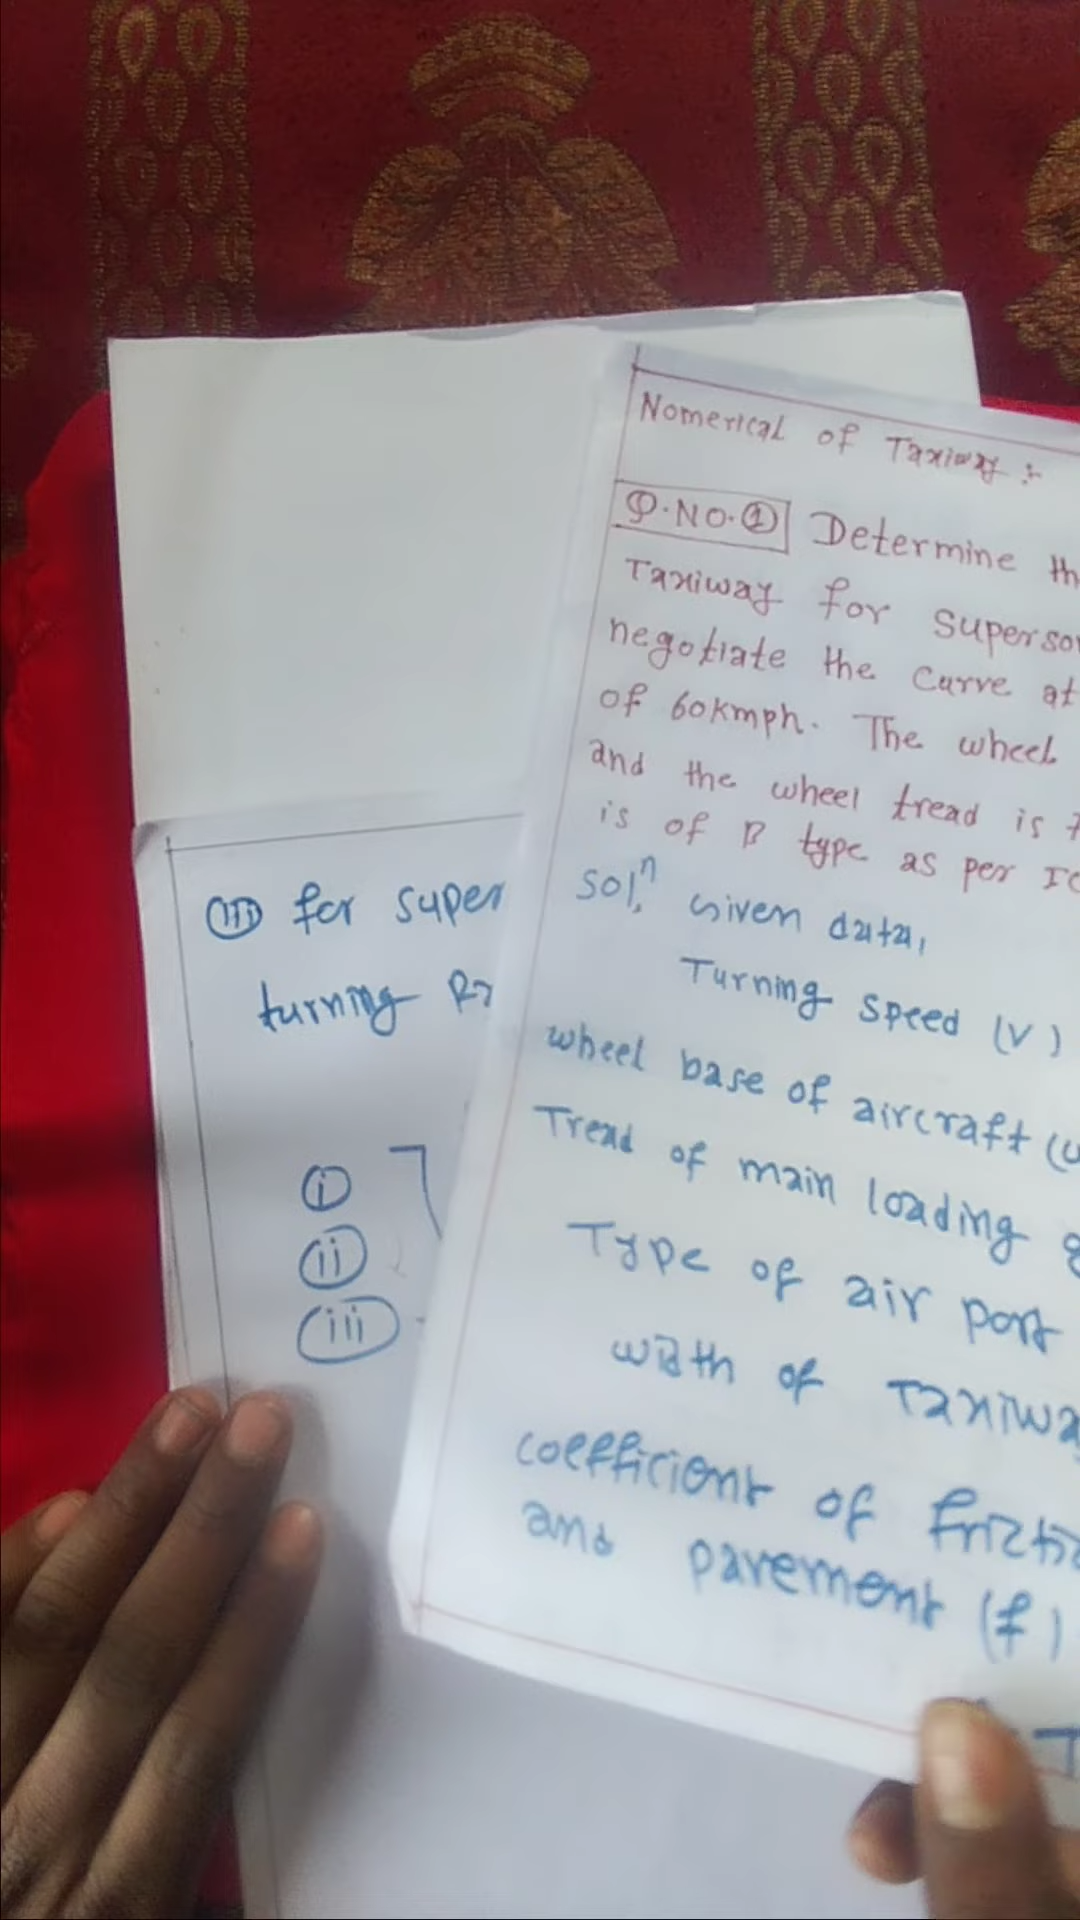 Nomerical of Taxiway :-
Q.NO.① Determine th
Taxiway for superso
negotiate the curve at
of 60kmph. The wheel
and the wheel tread is 7
is of B type as per IC
Solⁿ, Given data,
Turning speed (V)
wheel base of aircraft (
Tread of main loading g
Type of air port
width of Taxiwa
coefficient of fricti
and pavement (f)
(iii) for super
turning R
(i)
(ii)
(iii)